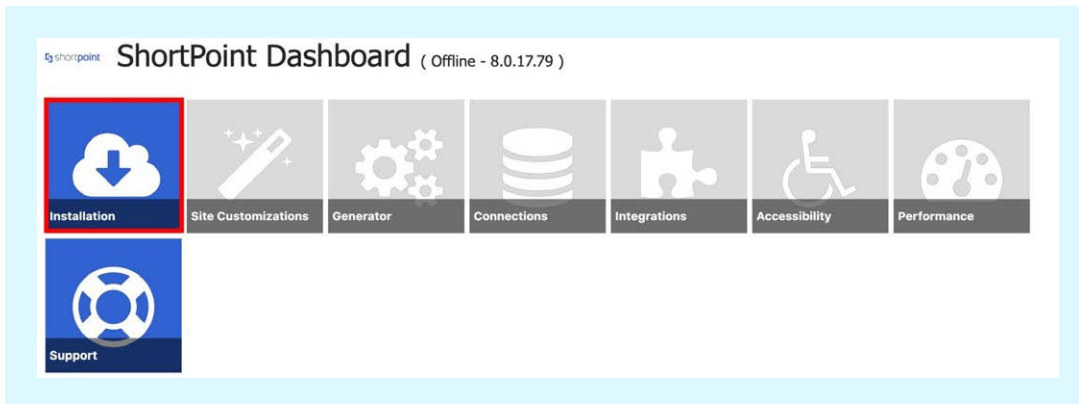 shortpoint ShortPoint Dashboard ( Offline - 8.0.17.79 )
Installation Site Customizations Generator Connections Integrations Accessibility Performance
Support